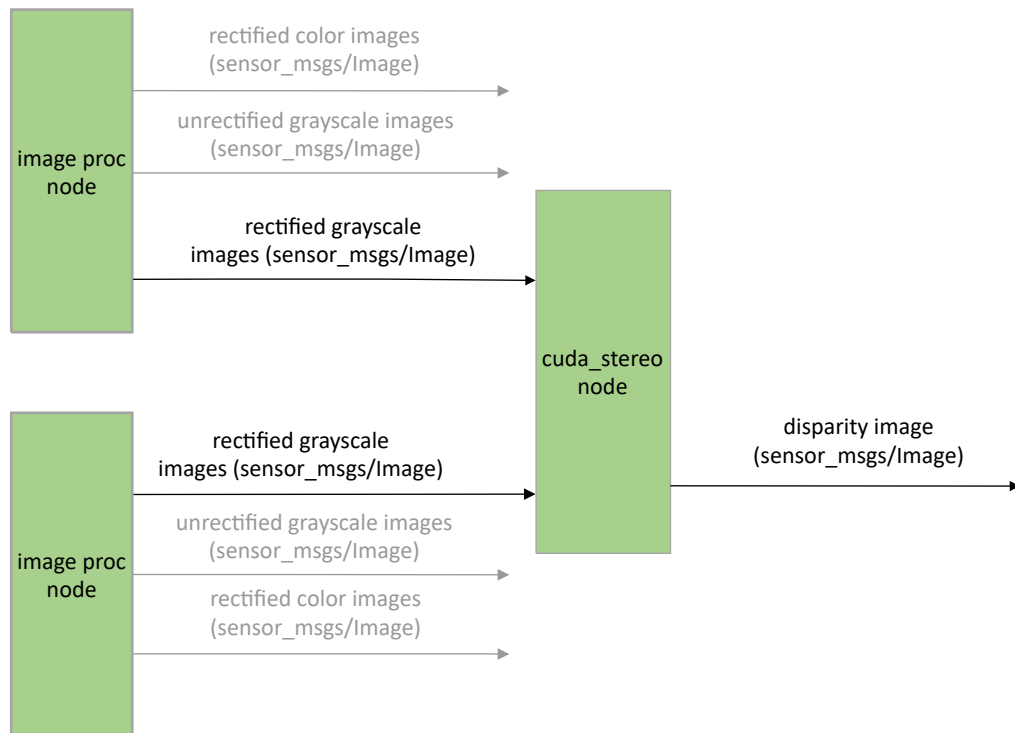 rectified color images
(sensor_msgs/Image)
unrectified grayscale images
(sensor_msgs/Image)
image proc
node
rectified grayscale
images (sensor_msgs/Image)
cuda_stereo
node
rectified grayscale
images (sensor_msgs/Image)
disparity image
(sensor_msgs/Image)
unrectified grayscale images
(sensor_msgs/Image)
image proc
node
rectified color images
(sensor_msgs/Image)